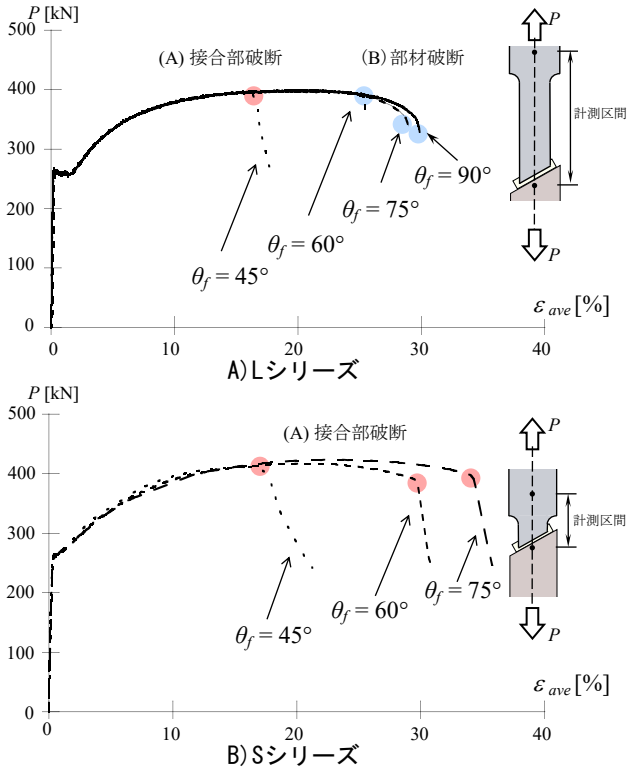 P [kN]
500
400
300
200
100
0
0
10
20
30
40
(A) 接合部破断
(B) 部材破断
θf = 45°
θf = 60°
θf = 75°
θf = 90°
P
計測区間
P
ε ave [%]
A)Lシリーズ
P [kN]
500
400
300
200
100
0
0
10
20
30
40
(A) 接合部破断
θf = 45°
θf = 60°
θf = 75°
P
計測区間
P
ε ave [%]
B)Sシリーズ